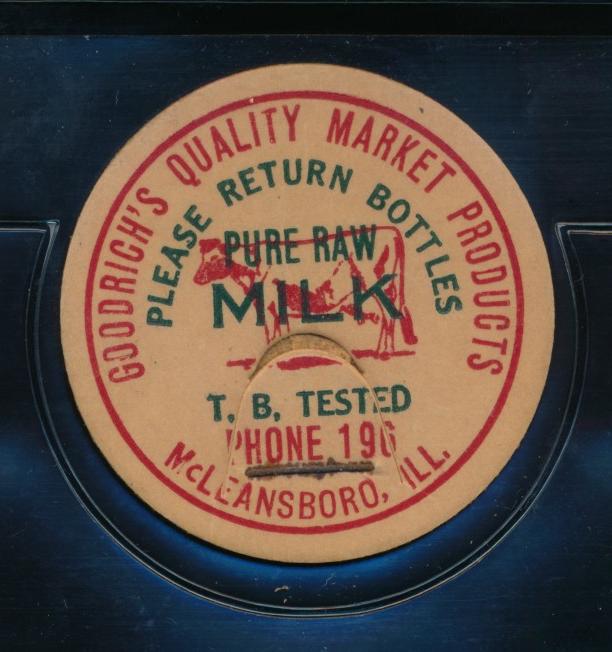 GOODRICH'S QUALITY MARKET PRODUCTS
PLEASE RETURN BOTTLES
PURE RAW
MILK
T. B. TESTED
PHONE 196
McLEANSBORO, ILL.